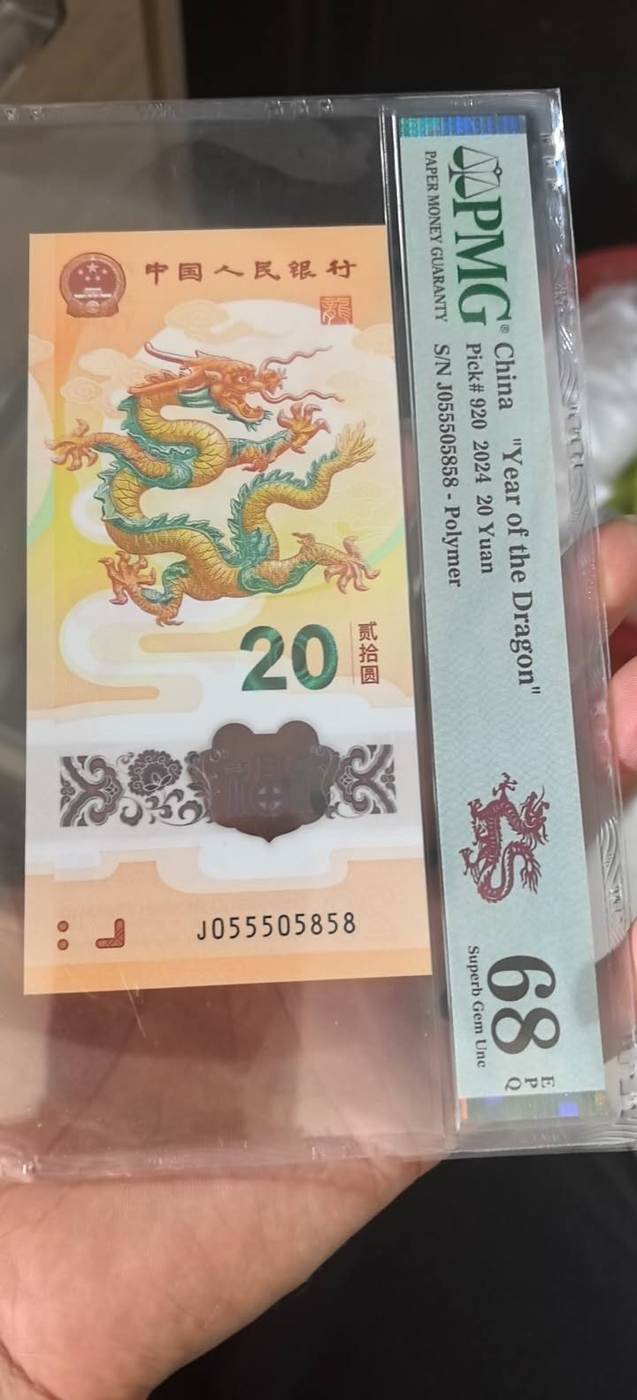 中国人民银行
龍
20
贰拾圆
J055505858
PMG®
PAPER MONEY GUARANTY
China "Year of the Dragon"
Pick# 920 2024 20 Yuan
S/N J055505858 - Polymer
68
EPQ
Superb Gem Unc